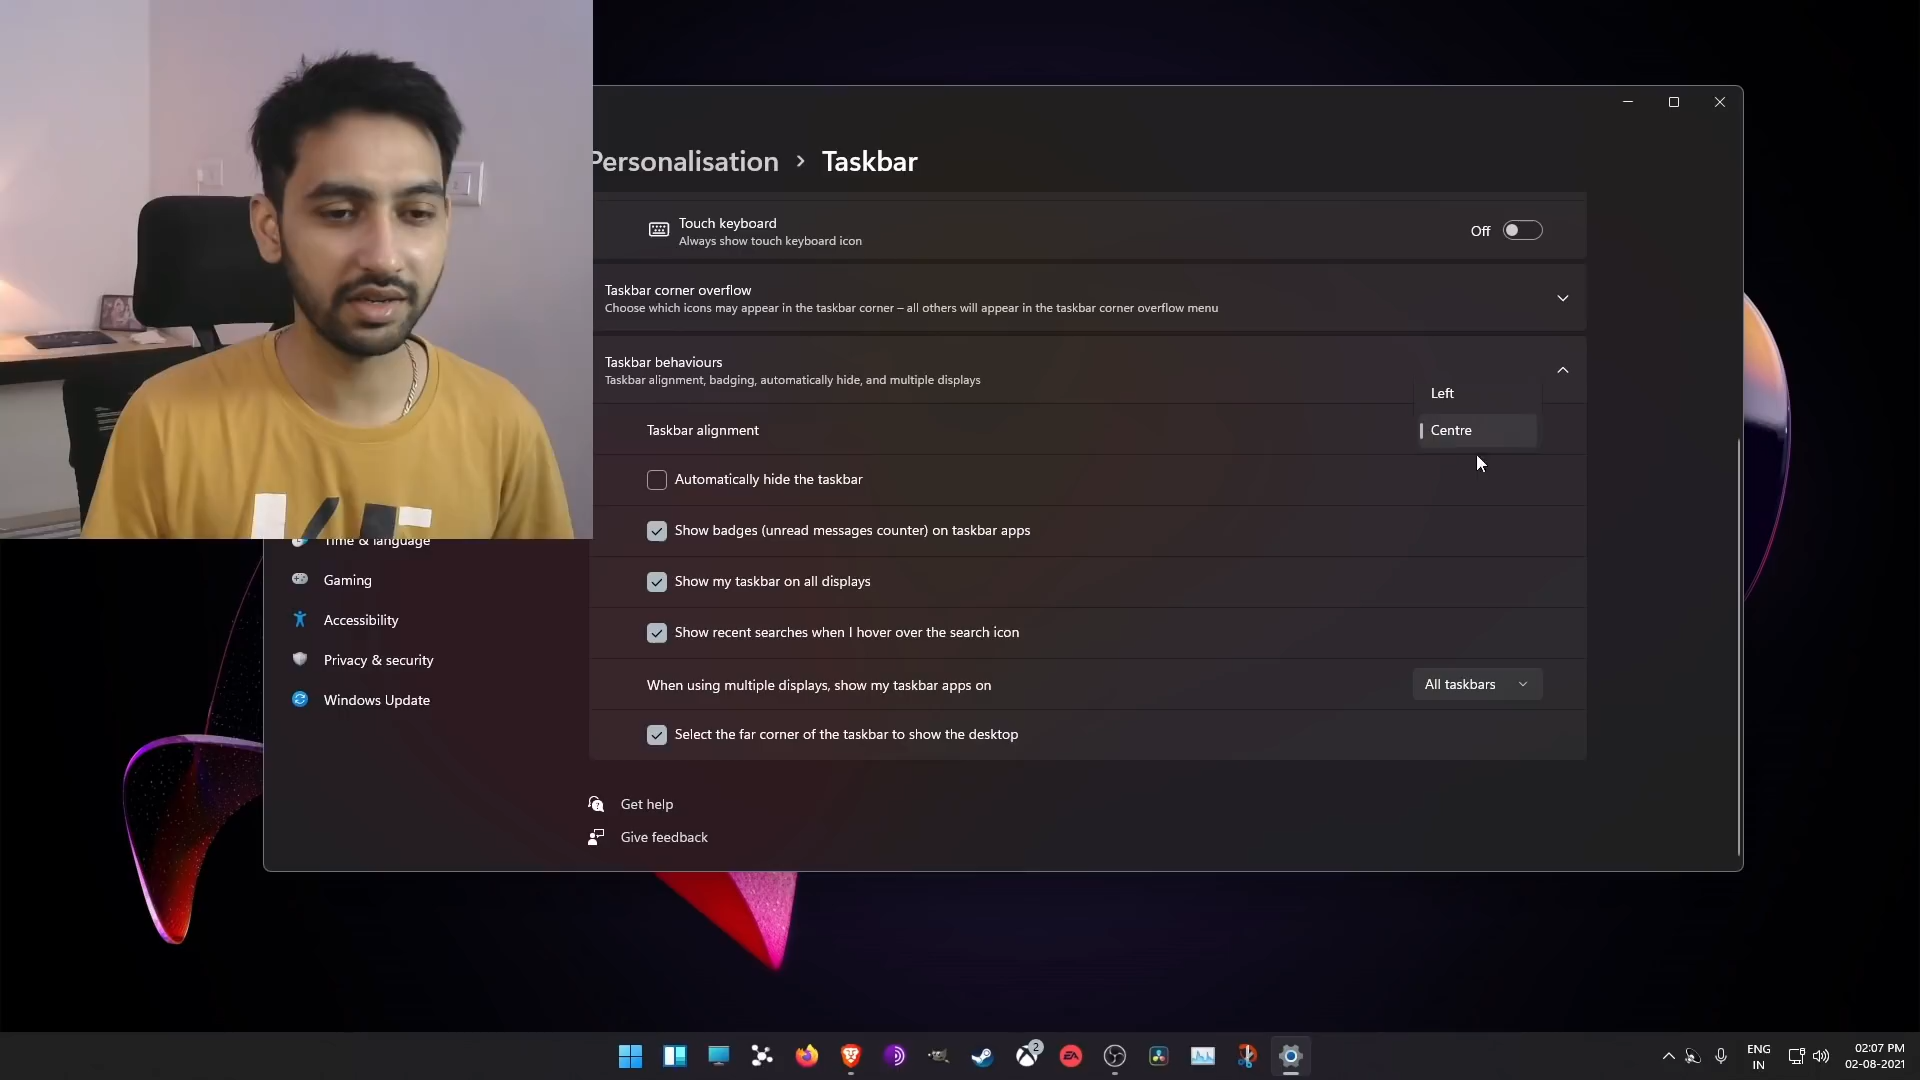 Personalisation > Taskbar
Touch keyboard
Always show touch keyboard icon
Off
Taskbar corner overflow
Choose which icons may appear in the taskbar corner – all others will appear in the taskbar corner overflow menu
Taskbar behaviours
Taskbar alignment, badging, automatically hide, and multiple displays
Left
Taskbar alignment
Centre
Automatically hide the taskbar
Show badges (unread messages counter) on taskbar apps
Show my taskbar on all displays
Show recent searches when I hover over the search icon
When using multiple displays, show my taskbar apps on
All taskbars
Select the far corner of the taskbar to show the desktop
Time & language
Gaming
Accessibility
Privacy & security
Windows Update
Get help
Give feedback
2
EA
ENG
IN
02:07 PM
02-08-2021